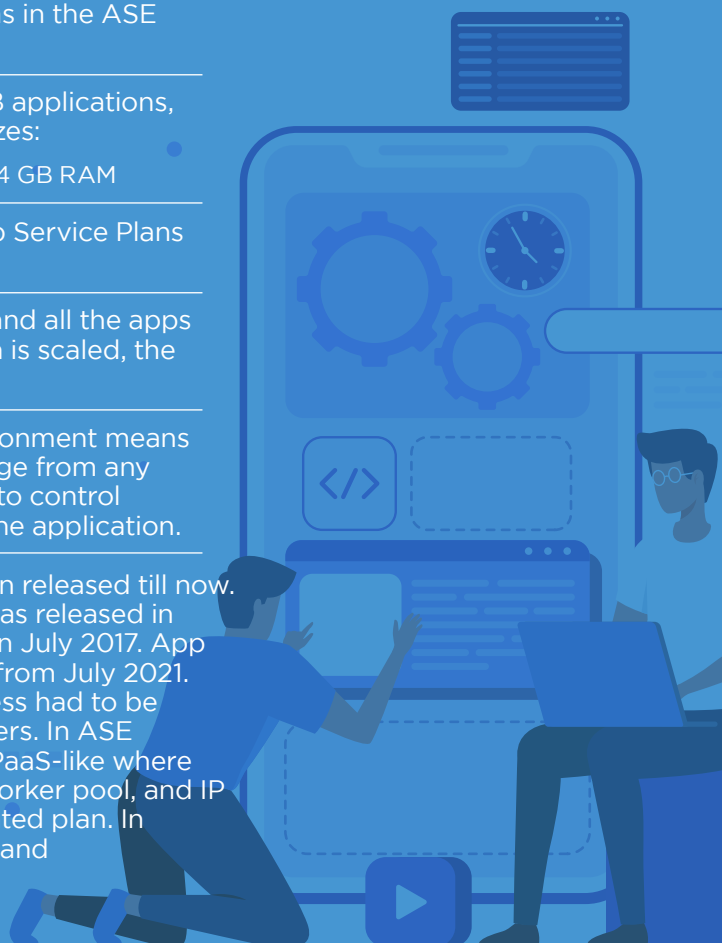 s in the ASE
applications,
zes:
4 GB RAM
Service Plans
and all the apps
is scaled, the
onment means
ge from any
to control
he application.
n released till now.
as released in
n July 2017. App
from July 2021.
ess had to be
ers. In ASE
PaaS-like where
orker pool, and IP
ted plan. In
and
</>